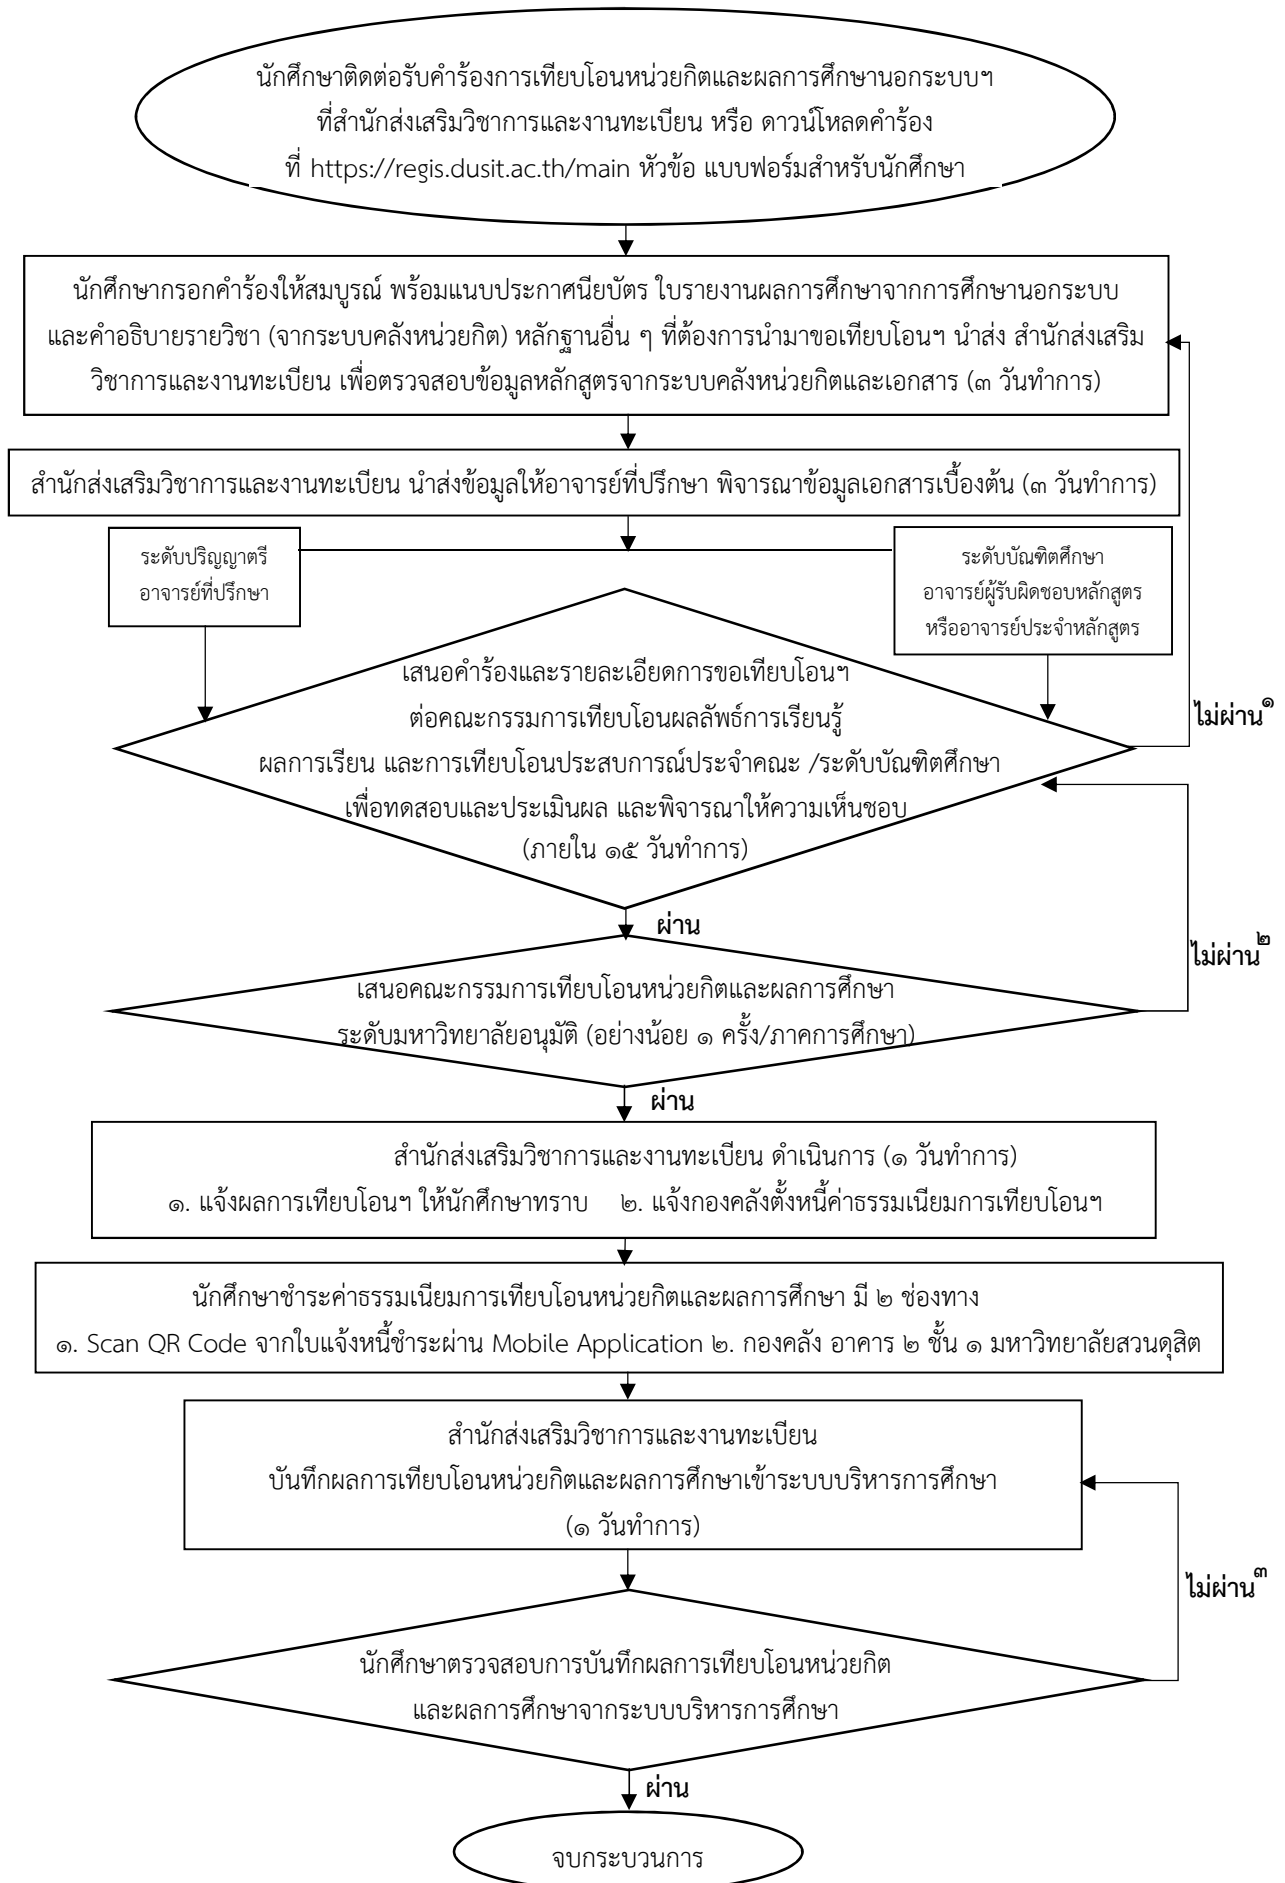 นักศึกษาติดต่อรับคำร้องการเทียบโอนหน่วยกิตและผลการศึกษานอกระบบฯ
ที่สำนักส่งเสริมวิชาการและงานทะเบียน หรือ ดาวน์โหลดคำร้อง
ที่ https://regis.dusit.ac.th/main หัวข้อ แบบฟอร์มสำหรับนักศึกษา
นักศึกษากรอกคำร้องให้สมบูรณ์ พร้อมแนบประกาศนียบัตร ใบรายงานผลการศึกษาจากการศึกษานอกระบบ
และคำอธิบายรายวิชา (จากระบบคลังหน่วยกิต) หลักฐานอื่น ๆ ที่ต้องการนำมาขอเทียบโอนฯ นำส่ง สำนักส่งเสริม
วิชาการและงานทะเบียน เพื่อตรวจสอบข้อมูลหลักสูตรจากระบบคลังหน่วยกิตและเอกสาร (๓ วันทำการ)
สำนักส่งเสริมวิชาการและงานทะเบียน นำส่งข้อมูลให้อาจารย์ที่ปรึกษา พิจารณาข้อมูลเอกสารเบื้องต้น (๓ วันทำการ)
ระดับปริญญาตรี
อาจารย์ที่ปรึกษา
ระดับบัณฑิตศึกษา
อาจารย์ผู้รับผิดชอบหลักสูตร
หรืออาจารย์ประจำหลักสูตร
เสนอคำร้องและรายละเอียดการขอเทียบโอนฯ
ต่อคณะกรรมการเทียบโอนผลลัพธ์การเรียนรู้
ผลการเรียน และการเทียบโอนประสบการณ์ประจำคณะ /ระดับบัณฑิตศึกษา
เพื่อทดสอบและประเมินผล และพิจารณาให้ความเห็นชอบ
(ภายใน ๑๕ วันทำการ)
ไม่ผ่าน๑
ผ่าน
ไม่ผ่าน๒
เสนอคณะกรรมการเทียบโอนหน่วยกิตและผลการศึกษา
ระดับมหาวิทยาลัยอนุมัติ (อย่างน้อย ๑ ครั้ง/ภาคการศึกษา)
ผ่าน
สำนักส่งเสริมวิชาการและงานทะเบียน ดำเนินการ (๑ วันทำการ)
๑. แจ้งผลการเทียบโอนฯ ให้นักศึกษาทราบ ๒. แจ้งกองคลังตั้งหนี้ค่าธรรมเนียมการเทียบโอนฯ
นักศึกษาชำระค่าธรรมเนียมการเทียบโอนหน่วยกิตและผลการศึกษา มี ๒ ช่องทาง
๑. Scan QR Code จากใบแจ้งหนี้ชำระผ่าน Mobile Application ๒. กองคลัง อาคาร ๒ ชั้น ๑ มหาวิทยาลัยสวนดุสิต
สำนักส่งเสริมวิชาการและงานทะเบียน
บันทึกผลการเทียบโอนหน่วยกิตและผลการศึกษาเข้าระบบบริหารการศึกษา
(๑ วันทำการ)
ไม่ผ่าน๓
นักศึกษาตรวจสอบการบันทึกผลการเทียบโอนหน่วยกิต
และผลการศึกษาจากระบบบริหารการศึกษา
ผ่าน
จบกระบวนการ